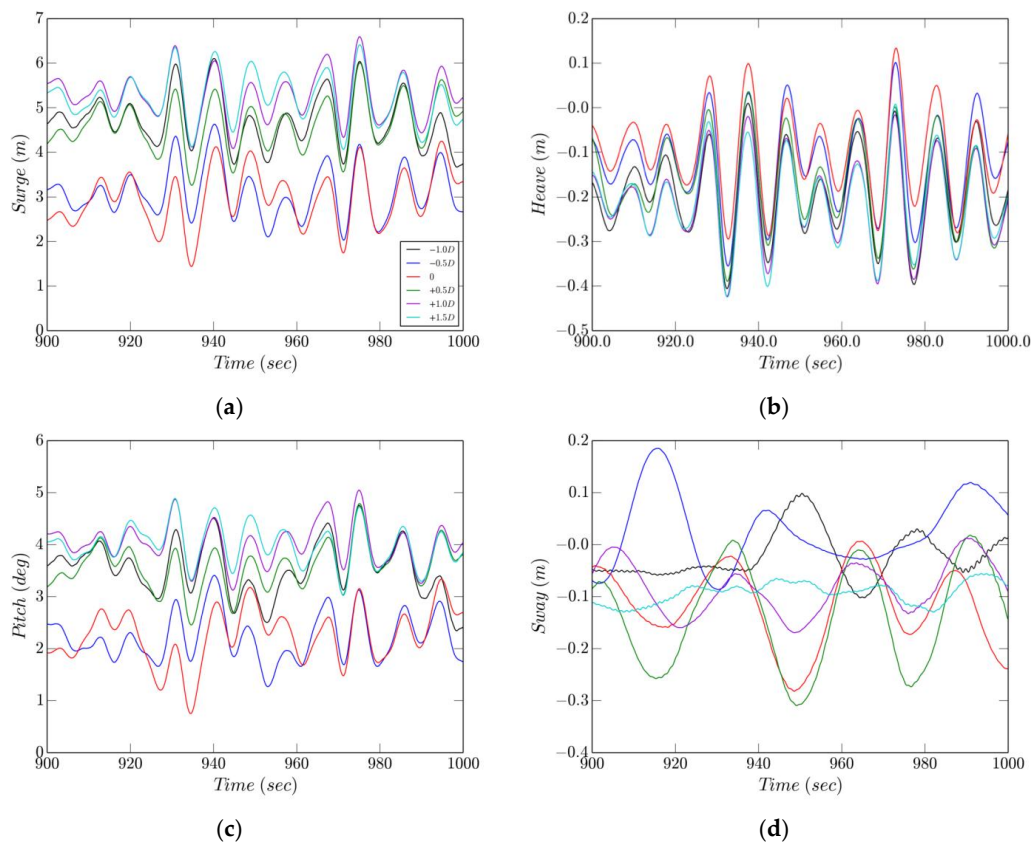 7
6
5
4
3
2
1
0
Surge (m)
900 920 940 960 980 1000
Time (sec)
−1.0D
−0.5D
0
+0.5D
+1.0D
+1.5D
(a)
0.2
0.1
−0.0
−0.1
−0.2
−0.3
−0.4
−0.5
Heave (m)
900.0 920.0 940.0 960.0 980.0 1000.0
Time (sec)
(b)
6
5
4
3
2
1
0
Pitch (deg)
900 920 940 960 980 1000
Time (sec)
(c)
0.2
0.1
−0.0
−0.1
−0.2
−0.3
−0.4
Sway (m)
900 920 940 960 980 1000
Time (sec)
(d)